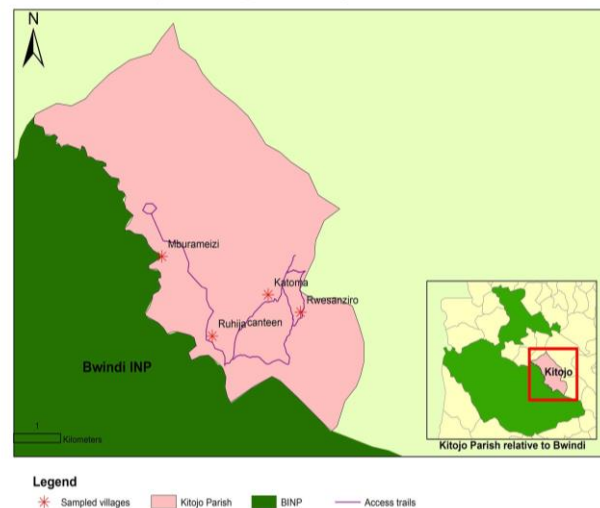 N
Mburameizi
Katoma
Rwesanziro
Ruhija canteen
Bwindi INP
1
Kilometers
Kitojo
Kitojo Parish relative to Bwindi
Legend
Sampled villages Kitojo Parish BINP Access trails